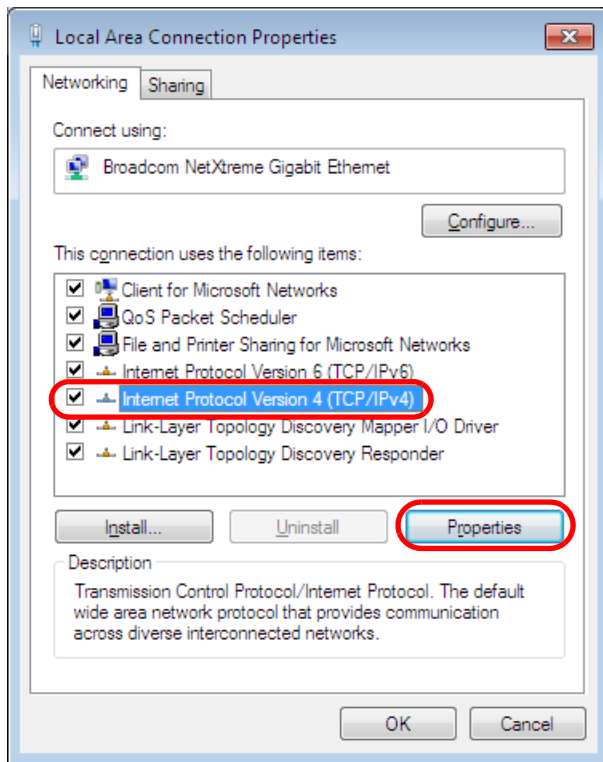 Local Area Connection Properties
Networking
Sharing
Connect using:
Broadcom NetXtreme Gigabit Ethernet
Configure...
This connection uses the following items:
Client for Microsoft Networks
QoS Packet Scheduler
File and Printer Sharing for Microsoft Networks
Internet Protocol Version 6 (TCP/IPv6)
Internet Protocol Version 4 (TCP/IPv4)
Link-Layer Topology Discovery Mapper I/O Driver
Link-Layer Topology Discovery Responder
Install...
Uninstall
Properties
Description
Transmission Control Protocol/Internet Protocol. The default
wide area network protocol that provides communication
across diverse interconnected networks.
OK
Cancel